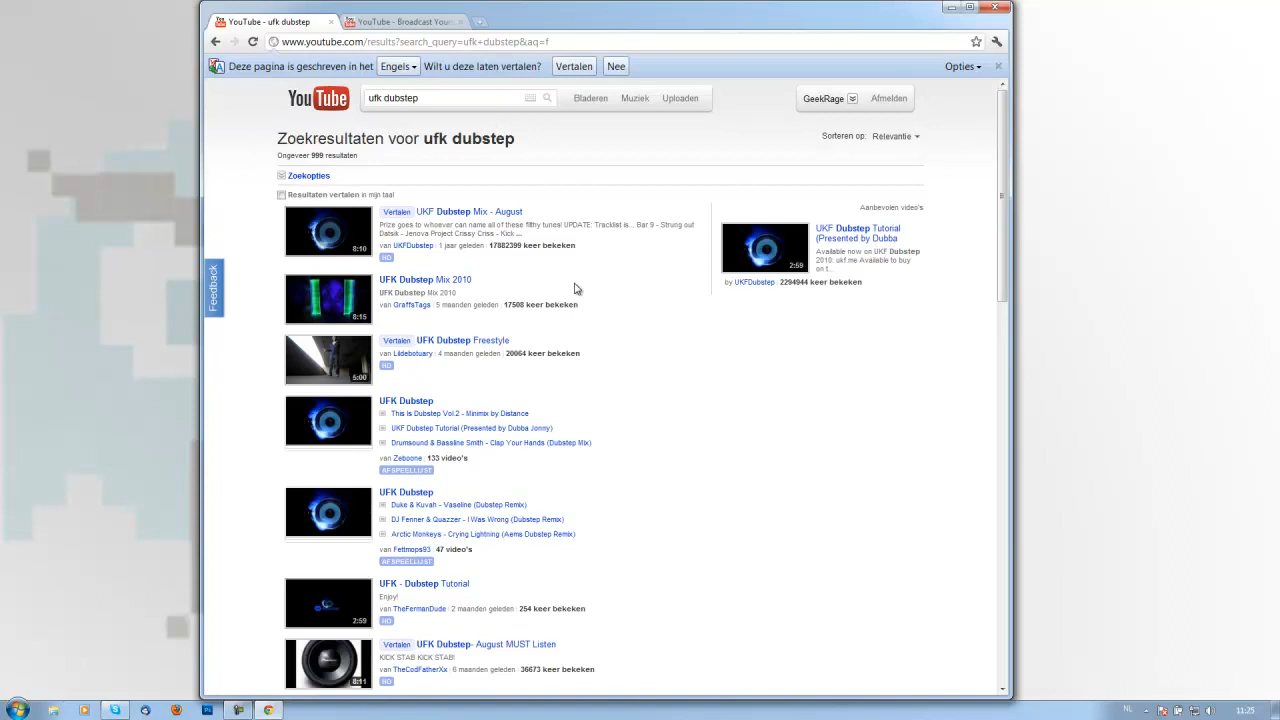 YouTube - ufk dubstep
YouTube - Broadcast Your
www.youtube.com/results?search_query=ufk+dubstep&aq=f
Deze pagina is geschreven in het Engels Wilt u deze laten vertalen? Vertalen Nee Opties
YouTube ufk dubstep Bladeren Muziek Uploaden GeekRage Afmelden
Zoekresultaten voor ufk dubstep
Sorteren op: Relevantie
Ongeveer 999 resultaten
Zoekopties
Resultaten vertalen in mijn taal
Vertalen UKF Dubstep Mix - August
Prize goes to whoever can name all of these filthy tunes! UPDATE: Tracklist is... Bar 9 - Strung out
Datsik - Jenova Project Crissy Criss - Kick ...
van UKFDubstep 1 jaar geleden 17882399 keer bekeken
HD
8:10
UFK Dubstep Mix 2010
UFK Dubstep Mix 2010
van GraffsTags 5 maanden geleden 17508 keer bekeken
8:15
Vertalen UFK Dubstep Freestyle
van Lildebotuary 4 maanden geleden 20064 keer bekeken
HD
5:00
UFK Dubstep
This Is Dubstep Vol.2 - Minimix by Distance
UKF Dubstep Tutorial (Presented by Dubba Jonny)
Drumsound & Bassline Smith - Clap Your Hands (Dubstep Mix)
van Zeboone 133 video's
AFSPEELLIJST
UFK Dubstep
Duke & Kuvah - Vaseline (Dubstep Remix)
DJ Fenner & Quazzer - I Was Wrong (Dubstep Remix)
Arctic Monkeys - Crying Lightning (Aems Dubstep Remix)
van Fettmops93 47 video's
AFSPEELLIJST
UFK - Dubstep Tutorial
Enjoy!
van TheFermanDude 2 maanden geleden 254 keer bekeken
HD
2:59
Vertalen UFK Dubstep- August MUST Listen
KICK STAB KICK STAB!
van TheCodFatherXx 6 maanden geleden 36673 keer bekeken
HD
8:11
Aanbevolen video's
UKF Dubstep Tutorial
(Presented by Dubba
Available now on UKF Dubstep
2010: ukf.me Available to buy
on t...
by UKFDubstep 2294944 keer bekeken
2:59
Feedback
NL 11:25